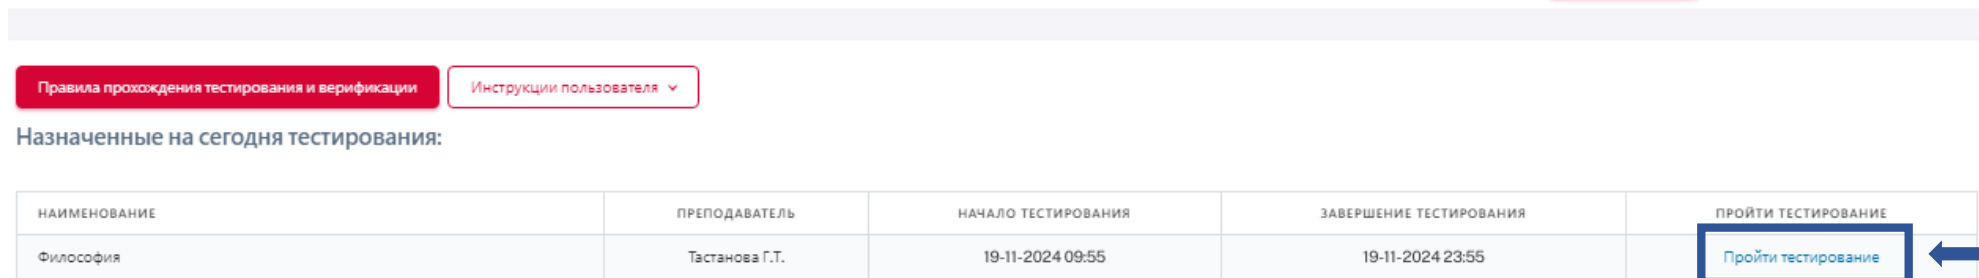 Правила прохождения тестирования и верификации
Инструкции пользователя
Назначенные на сегодня тестирования:
НАИМЕНОВАНИЕ ПРЕПОДАВАТЕЛЬ НАЧАЛО ТЕСТИРОВАНИЯ ЗАВЕРШЕНИЕ ТЕСТИРОВАНИЯ ПРОЙТИ ТЕСТИРОВАНИЕ
Философия Тастанова Г.Т. 19-11-2024 09:55 19-11-2024 23:55 Пройти тестирование